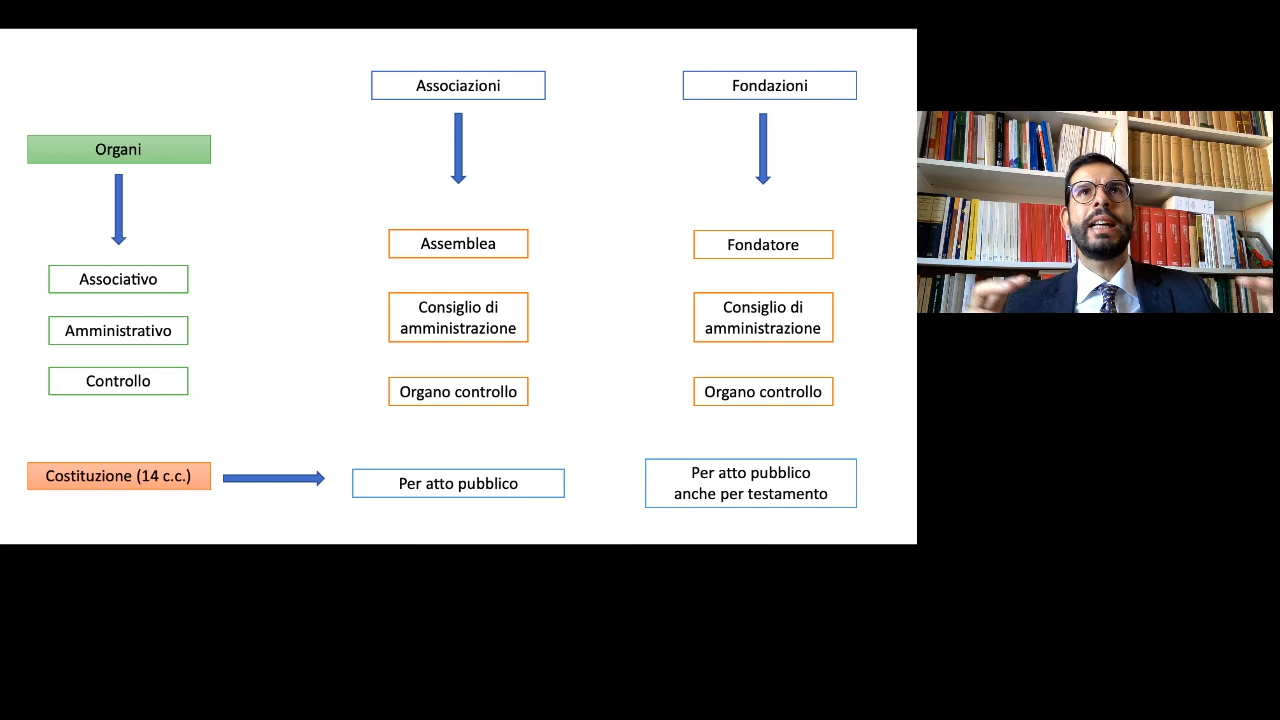 Associazioni
Fondazioni
Organi
Assemblea
Fondatore
Associativo
Consiglio di
amministrazione
Consiglio di
amministrazione
Amministrativo
Controllo
Organo controllo
Organo controllo
Costituzione (14 c.c.)
Per atto pubblico
Per atto pubblico
anche per testamento